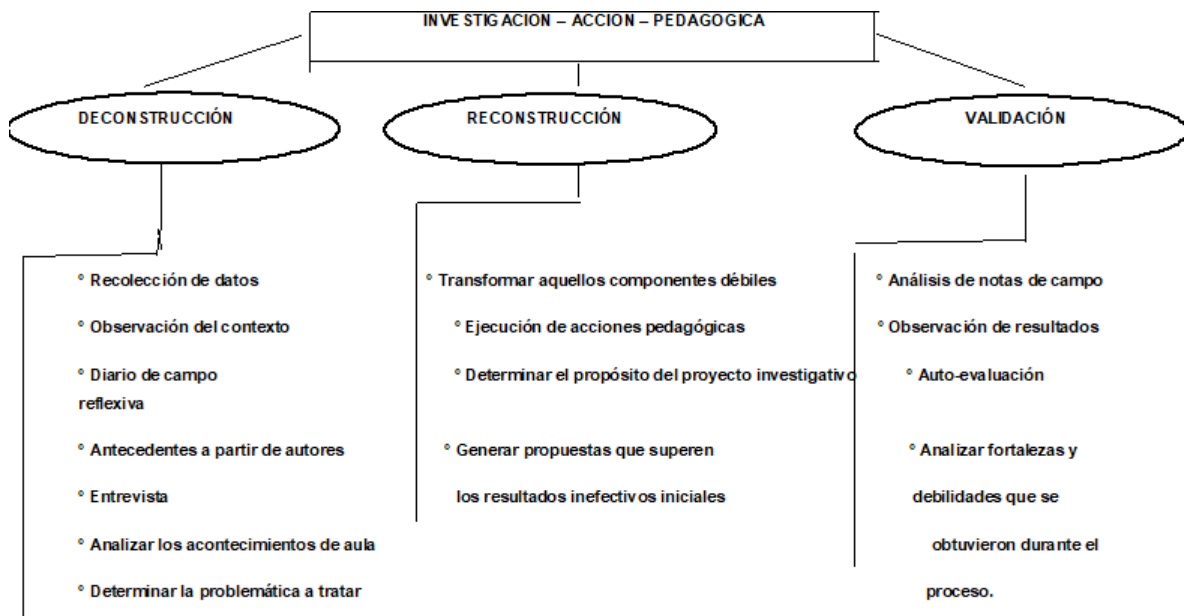 INVESTIGACION – ACCION – PEDAGOGICA
DECONSTRUCCIÓN
RECONSTRUCCIÓN
VALIDACIÓN
° Recolección de datos
° Observación del contexto
° Diario de campo
reflexiva
° Antecedentes a partir de autores
° Entrevista
° Analizar los acontecimientos de aula
° Determinar la problemática a tratar
° Transformar aquellos componentes débiles
° Ejecución de acciones pedagógicas
° Determinar el propósito del proyecto investigativo
° Generar propuestas que superen
los resultados inefectivos iniciales
° Análisis de notas de campo
° Observación de resultados
° Auto-evaluación
° Analizar fortalezas y
debilidades que se
obtuvieron durante el
proceso.